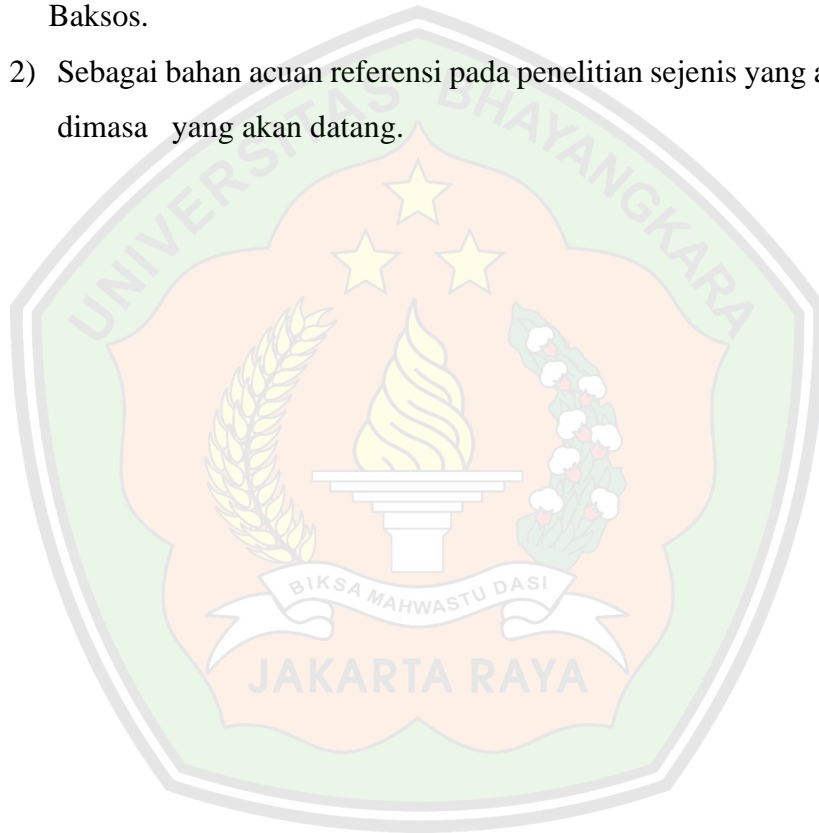 Baksos.
2) Sebagai bahan acuan referensi pada penelitian sejenis yang
dimasa yang akan datang.
UNIVERSITAS BHAYANGKARA
BIKSA MAHWASTU DASI
JAKARTA RAYA